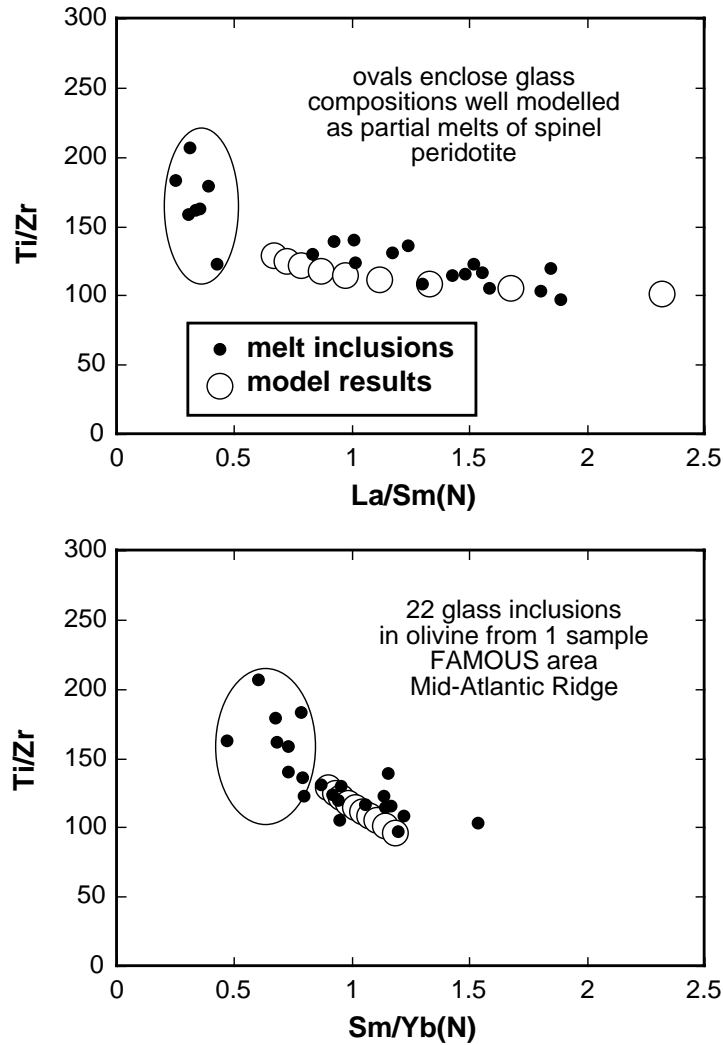 300
250
200
150
100
50
0
Ti/Zr
ovals enclose glass
compositions well modelled
as partial melts of spinel
peridotite
melt inclusions
model results
0 0.5 1 1.5 2 2.5
La/Sm(N)
300
250
200
150
100
50
0
Ti/Zr
22 glass inclusions
in olivine from 1 sample
FAMOUS area
Mid-Atlantic Ridge
0 0.5 1 1.5 2 2.5
Sm/Yb(N)